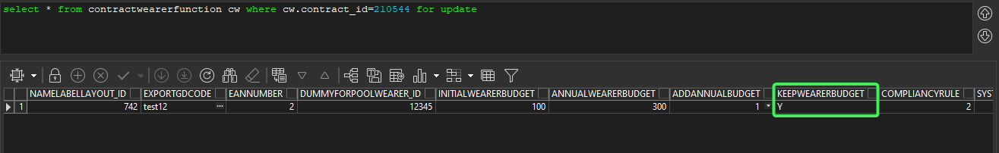 select * from contractwearerfunction cw where cw.contract_id=210544 for update
NAMELABELLAYOUT_ID EXPORTGDCODE EANNUMBER DUMMYFORPOOLWEARER_ID INITIALWEARERBUDGET ANNUALWEARERBUDGET ADDANNUALBUDGET KEEPWEARERBUDGET COMPLIANCYRULE SYST
1 742 test12 ... 2 12345 100 300 1 Y 2